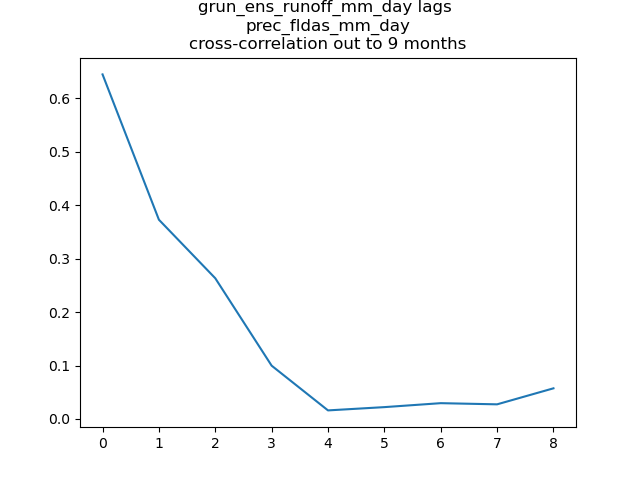 grun_ens_runoff_mm_day lags
prec_fldas_mm_day
cross-correlation out to 9 months
0.6
0.5
0.4
0.3
0.2
0.1
0.0
0 1 2 3 4 5 6 7 8